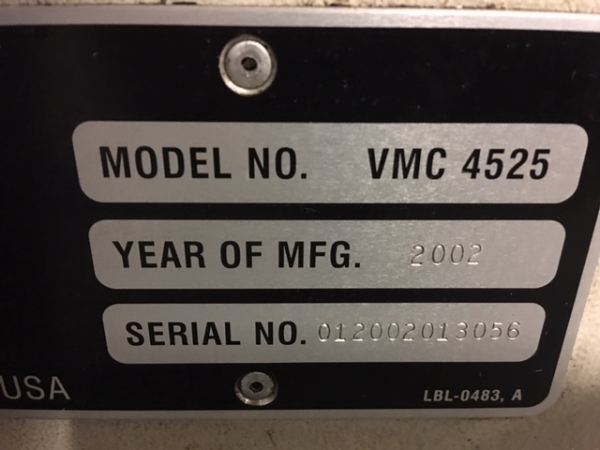 MODEL NO. VMC 4525
YEAR OF MFG. 2002
SERIAL NO. 012002013056
USA
LBL-0483, A